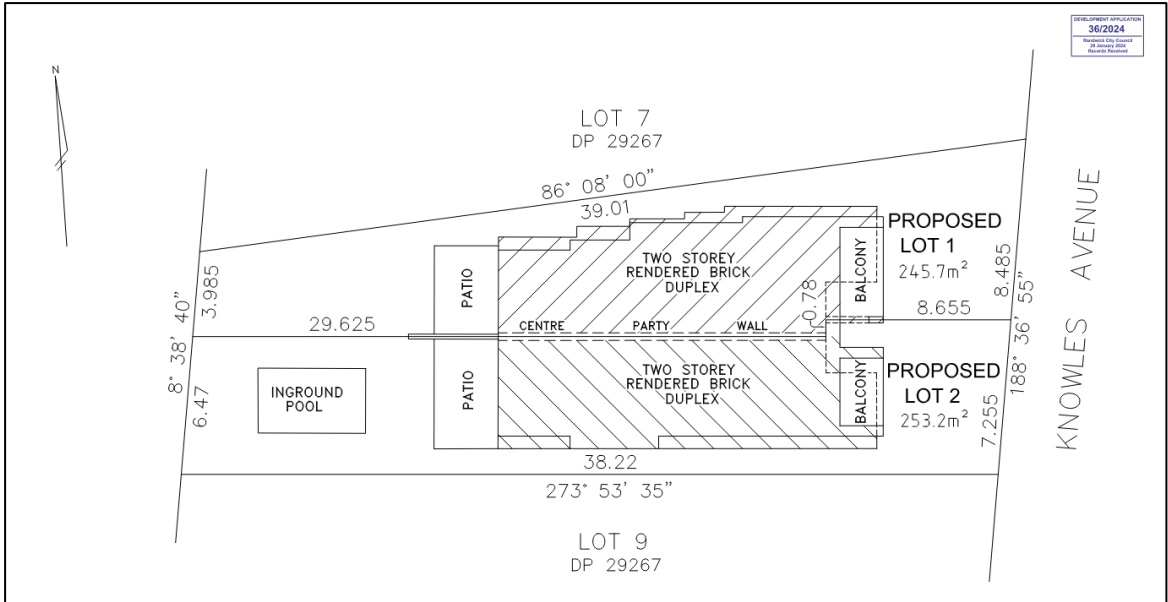 DEVELOPMENT APPLICATION
36/2024
Randwick City Council
29 January 2024
Records Received
N
LOT 7
DP 29267
86° 08' 00"
39.01
PROPOSED
LOT 1
245.7m²
TWO STOREY
RENDERED BRICK
DUPLEX
BALCONY
PATIO
3.985
8° 38' 40"
6.47
29.625
CENTRE PARTY WALL
0.78
8.655
8.485
188° 36' 55"
7.255
KNOWLES AVENUE
INGROUND
POOL
PATIO
TWO STOREY
RENDERED BRICK
DUPLEX
BALCONY
PROPOSED
LOT 2
253.2m²
38.22
273° 53' 35"
LOT 9
DP 29267